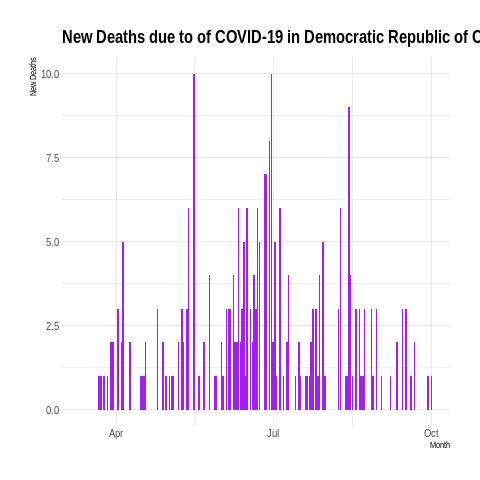 New Deaths due to of COVID-19 in Democratic Republic of C
New Deaths
10.0
7.5
5.0
2.5
0.0
Apr
Jul
Oct
Month